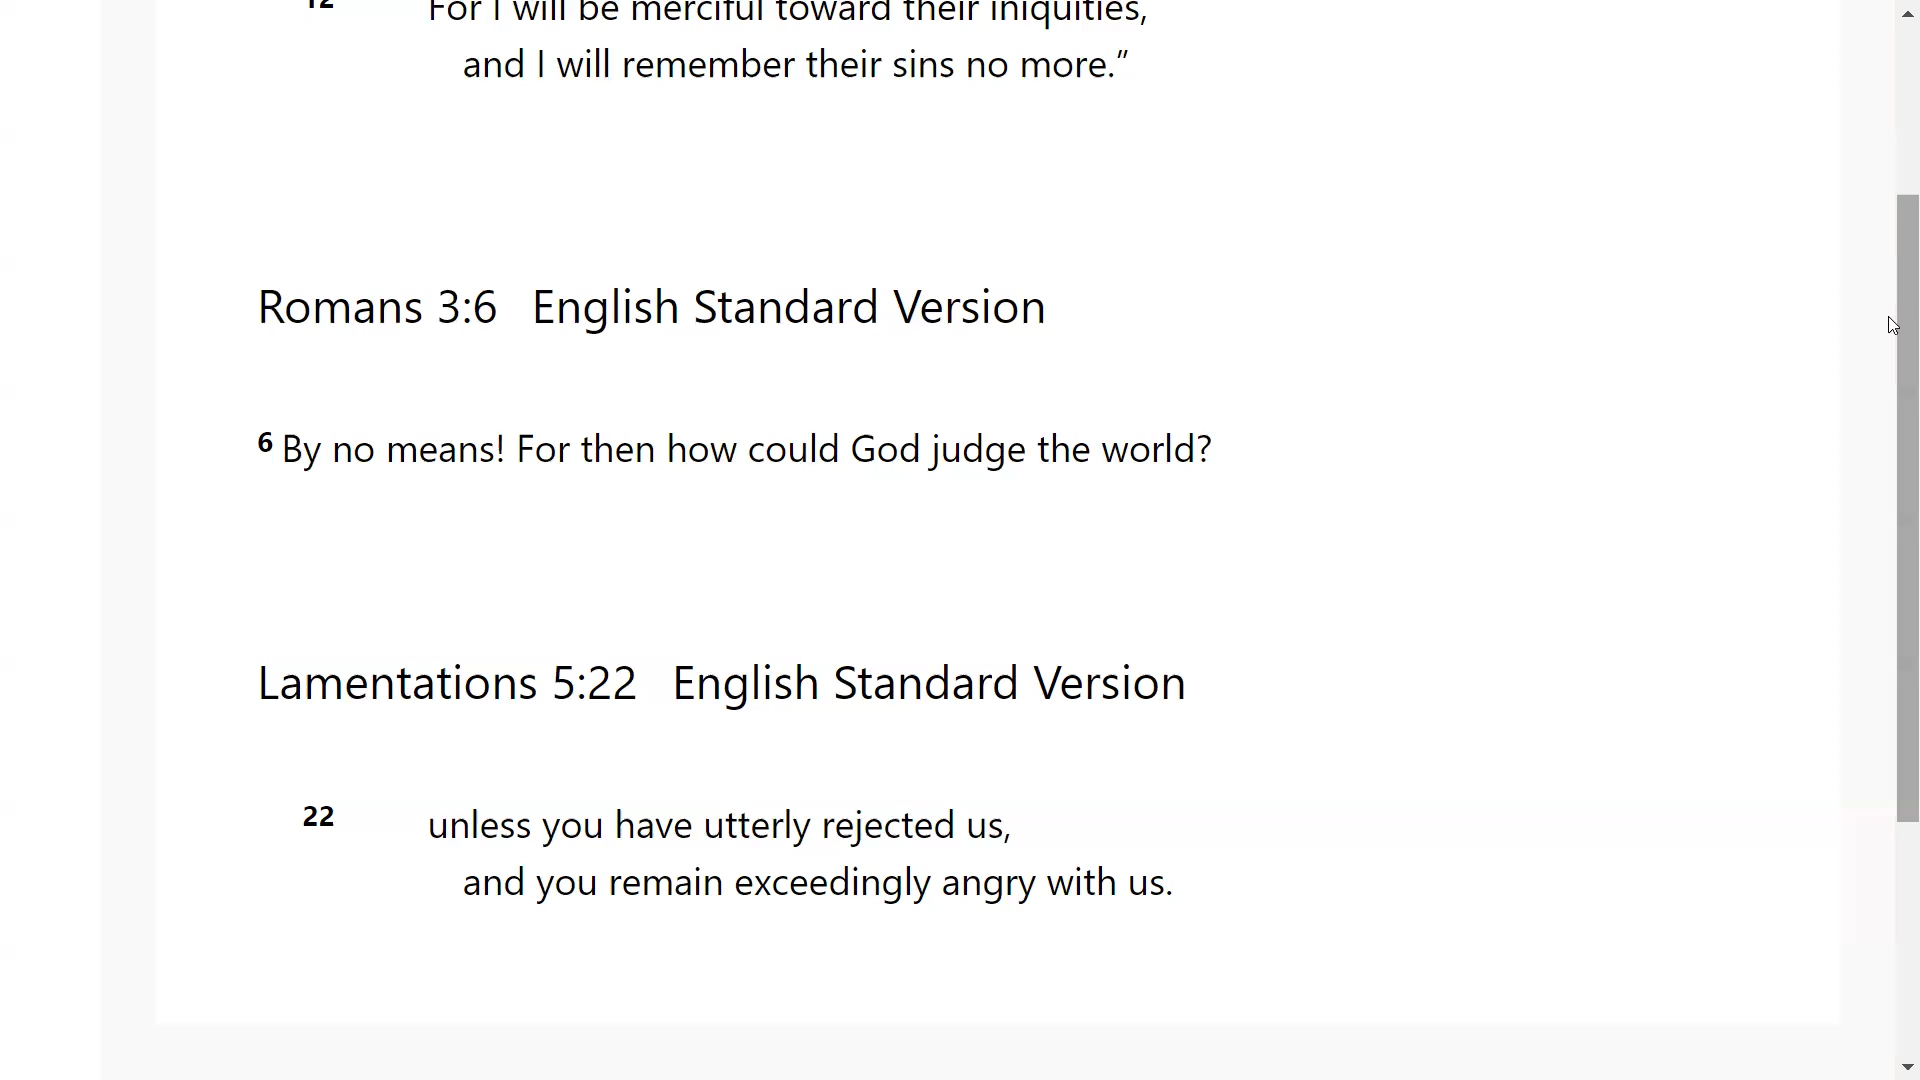 12 For I will be merciful toward their iniquities,
and I will remember their sins no more.”
Romans 3:6 English Standard Version
6 By no means! For then how could God judge the world?
Lamentations 5:22 English Standard Version
22 unless you have utterly rejected us,
and you remain exceedingly angry with us.